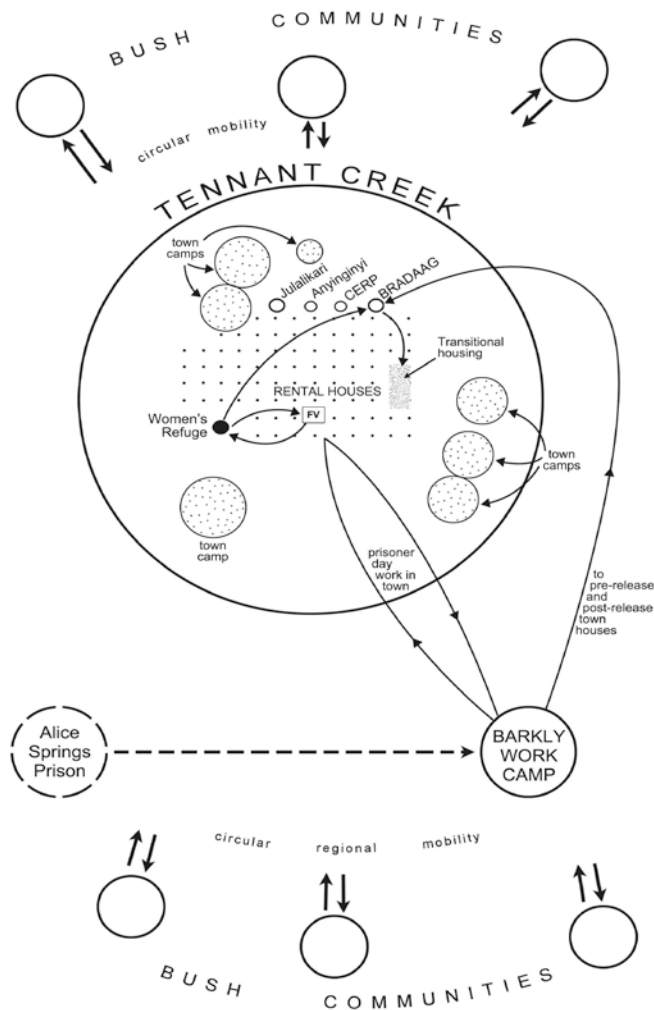 BUSH COMMUNITIES
circular mobility
TENNANT CREEK
town
camps
Julalikari
Anyinginyi
CERP
BRADAAG
Transitional
housing
RENTAL HOUSES
FV
Women's
Refuge
town
camps
town
camp
prisoner
day
work in
town
to
pre-release
and
post-release
town
houses
Alice
Springs
Prison
BARKLY
WORK
CAMP
circular regional mobility
BUSH COMMUNITIES